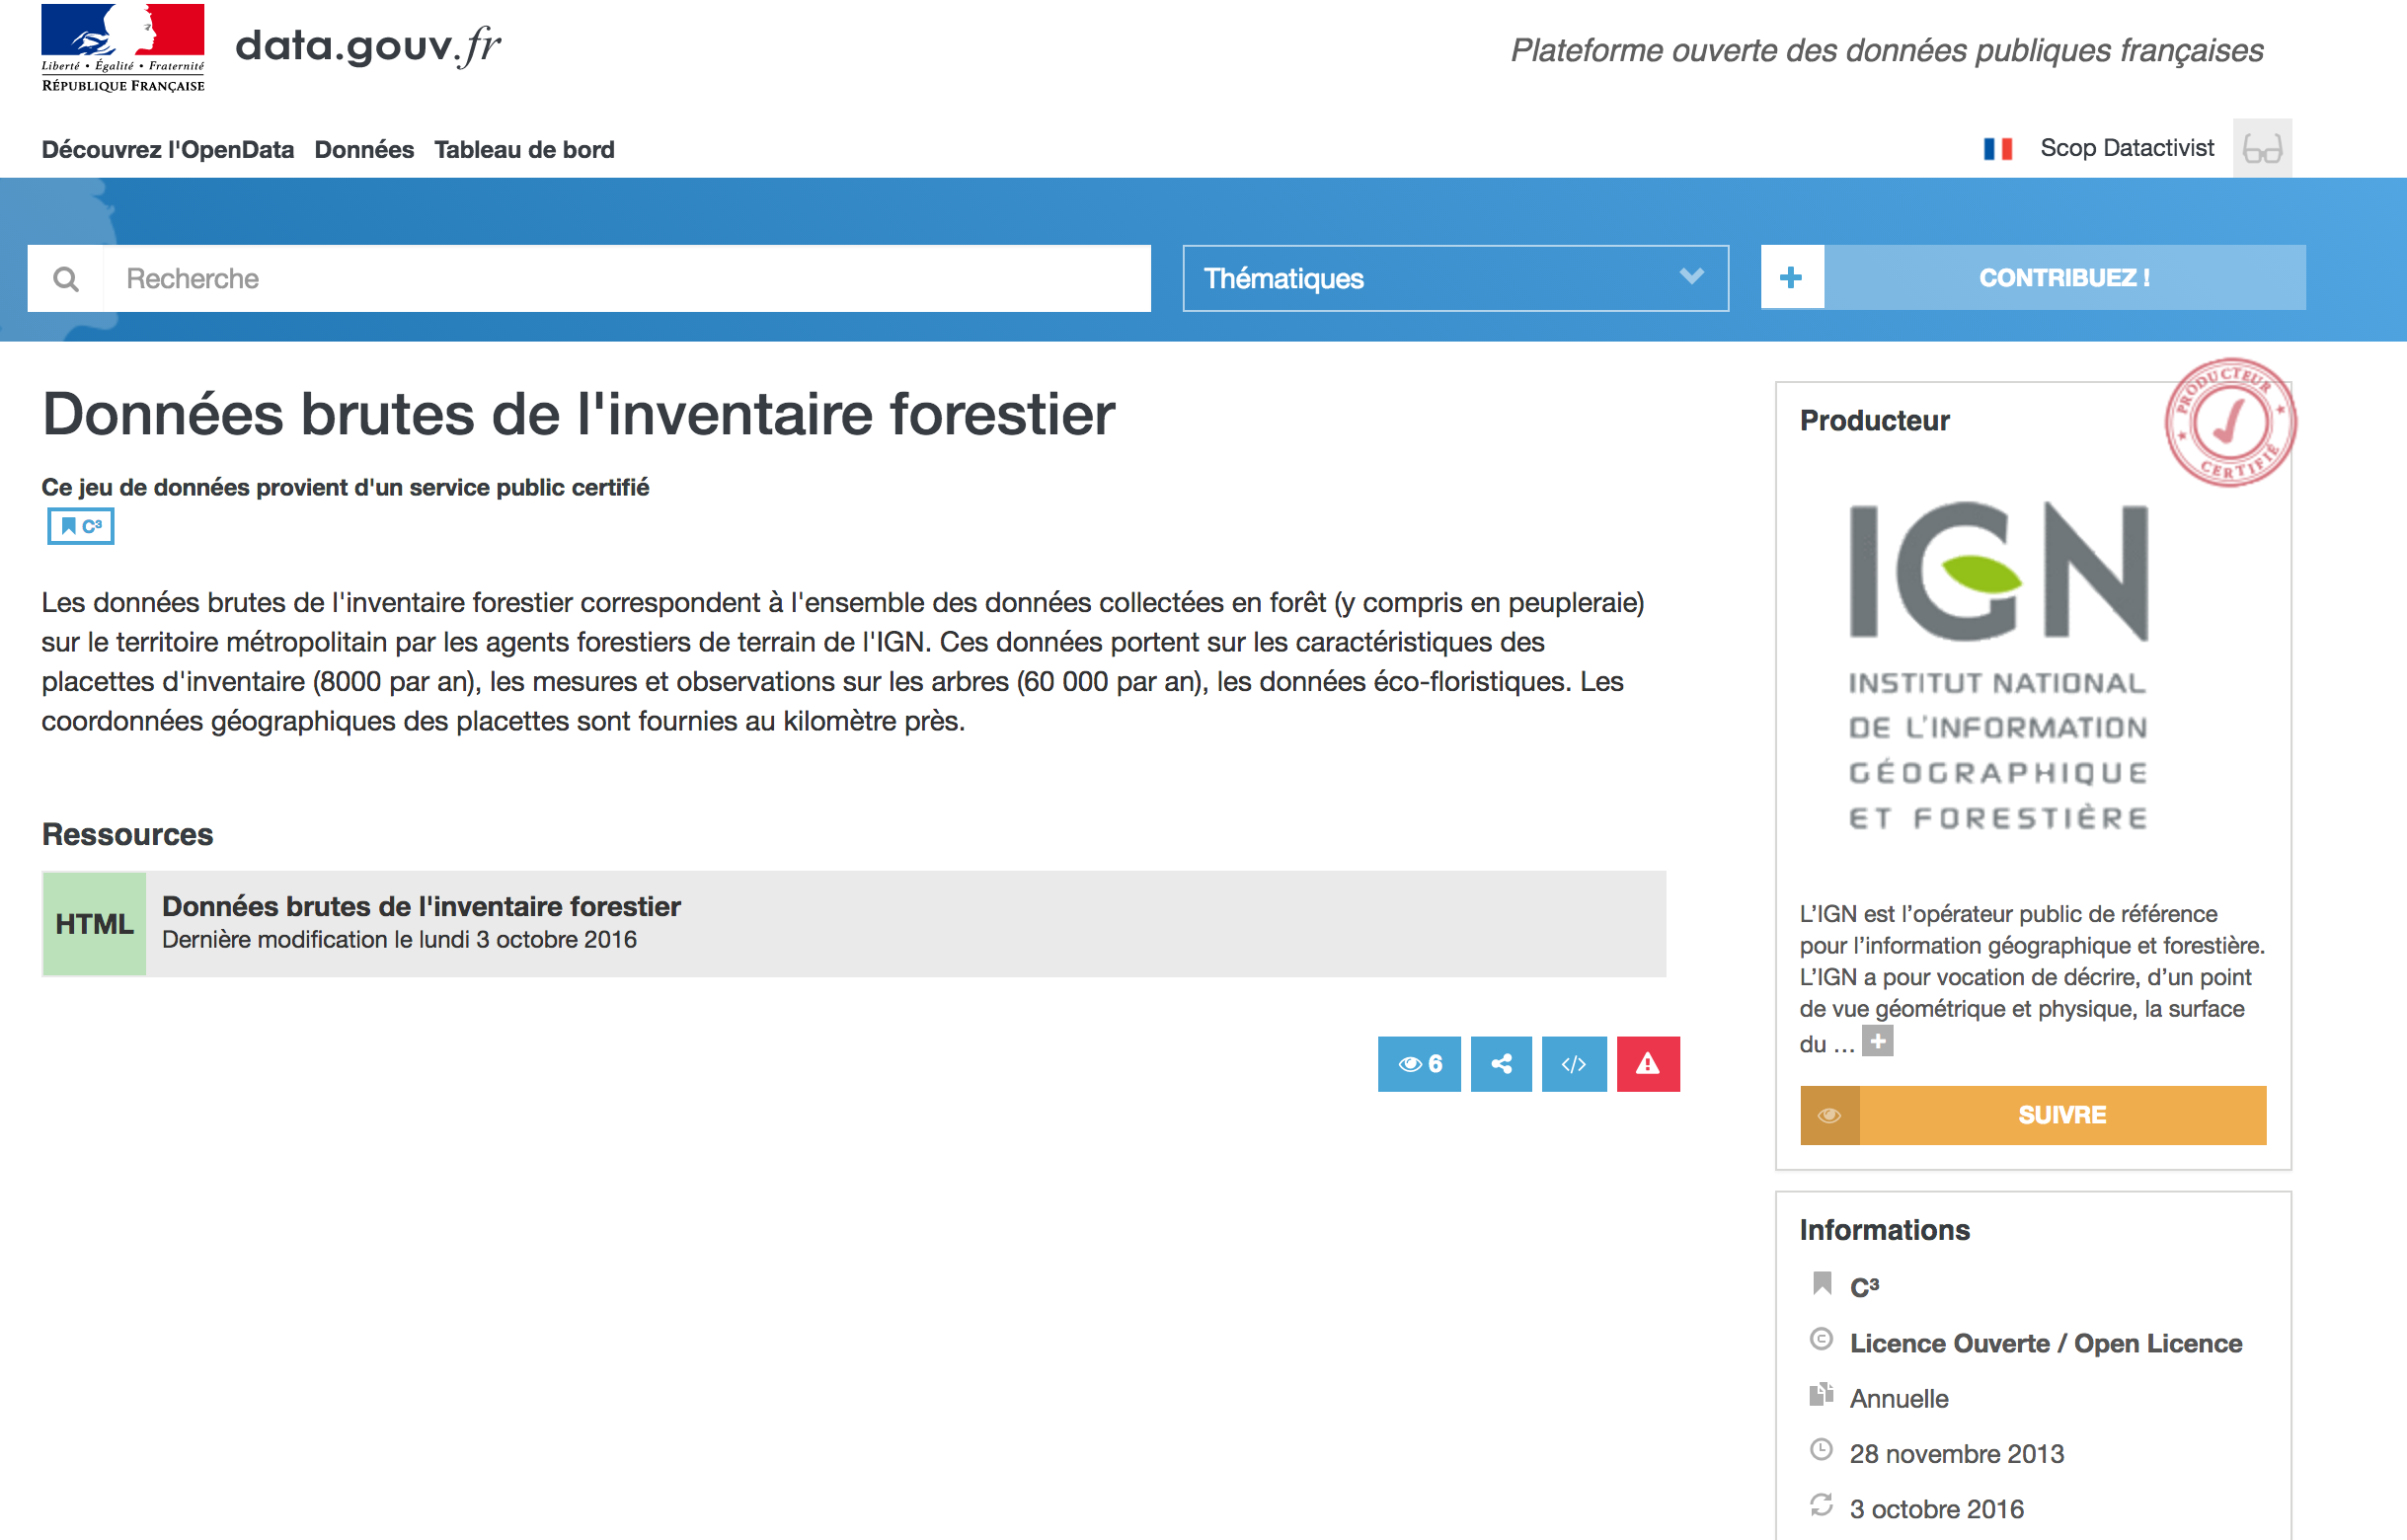 Liberté • Égalité • Fraternité
RÉPUBLIQUE FRANÇAISE
data.gouv.fr
Plateforme ouverte des données publiques françaises
Découvrez l'OpenData Données Tableau de bord
Scop Datactivist
Recherche
Thématiques
CONTRIBUEZ !
Données brutes de l'inventaire forestier
Ce jeu de données provient d'un service public certifié
C³
Les données brutes de l'inventaire forestier correspondent à l'ensemble des données collectées en forêt (y compris en peupleraie)
sur le territoire métropolitain par les agents forestiers de terrain de l'IGN. Ces données portent sur les caractéristiques des
placettes d'inventaire (8000 par an), les mesures et observations sur les arbres (60 000 par an), les données éco-floristiques. Les
coordonnées géographiques des placettes sont fournies au kilomètre près.
Ressources
HTML
Données brutes de l'inventaire forestier
Dernière modification le lundi 3 octobre 2016
6
Producteur
PRODUCTEUR
CERTIFIÉ
IGN
INSTITUT NATIONAL
DE L'INFORMATION
GÉOGRAPHIQUE
ET FORESTIÈRE
L’IGN est l’opérateur public de référence
pour l’information géographique et forestière.
L’IGN a pour vocation de décrire, d’un point
de vue géométrique et physique, la surface
du ...
SUIVRE
Informations
C³
Licence Ouverte / Open Licence
Annuelle
28 novembre 2013
3 octobre 2016